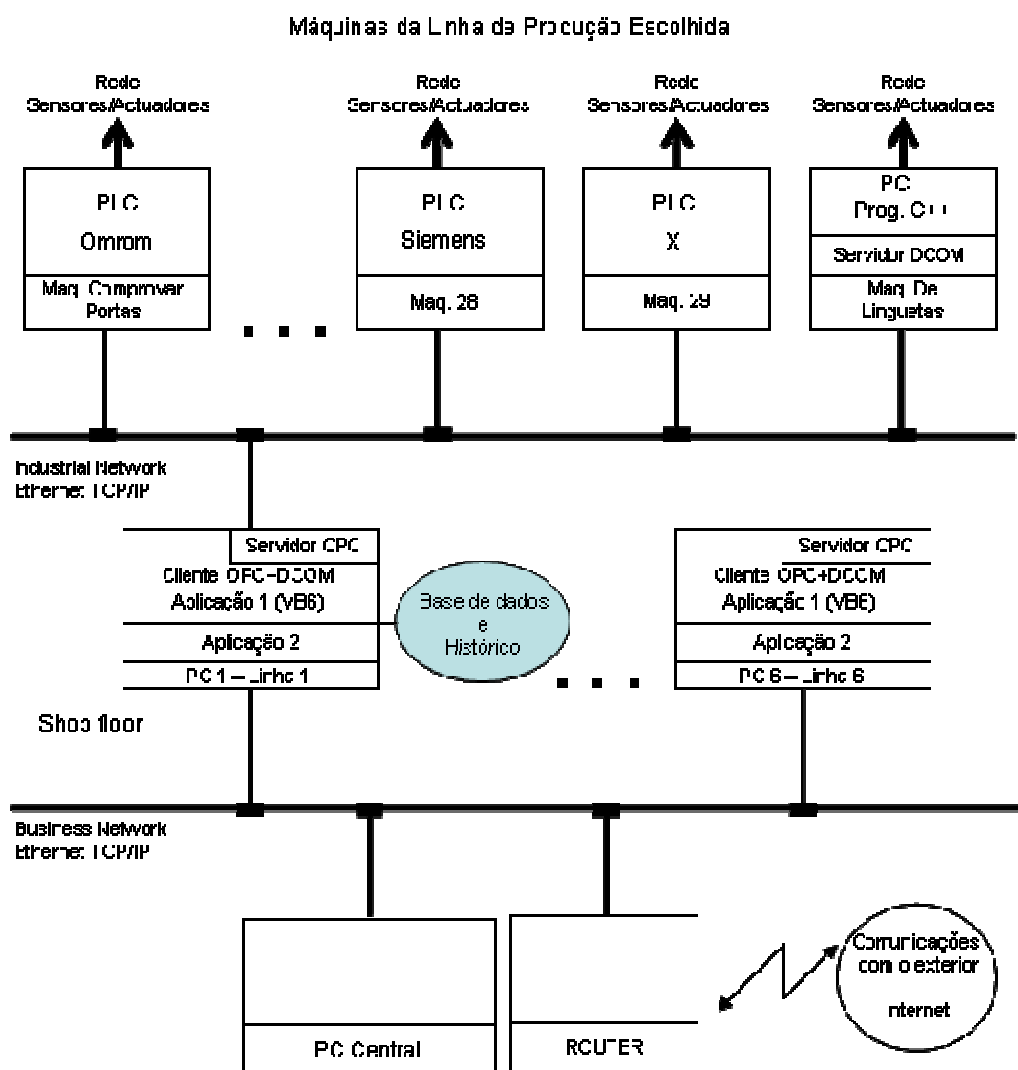 Máquinas da Linha de Produção Escolhida
Rede
Sensores/Actuadores
Rede
Sensores/Actuadores
Rede
Sensores/Actuadores
Rede
Sensores/Actuadores
PLC
Omrom
Maq. Comprovar
Portas
PLC
Siemens
Maq. 28
PLC
X
Maq. 29
PC
Prog. C++
Servidor DCOM
Maq. De
Linguetas
Industrial Network
Ethernet TCP/IP
Servidor OPC
Cliente OPC+DCOM
Aplicação 1 (VB6)
Aplicação 2
PC 1 – Linha 1
Base de dados
e
Histórico
Servidor OPC
Cliente OPC+DCOM
Aplicação 1 (VB6)
Aplicação 2
PC 6 – Linha 6
Shop floor
Business Network
Ethernet TCP/IP
PC Central
ROUTER
Comunicações
com o exterior
Internet